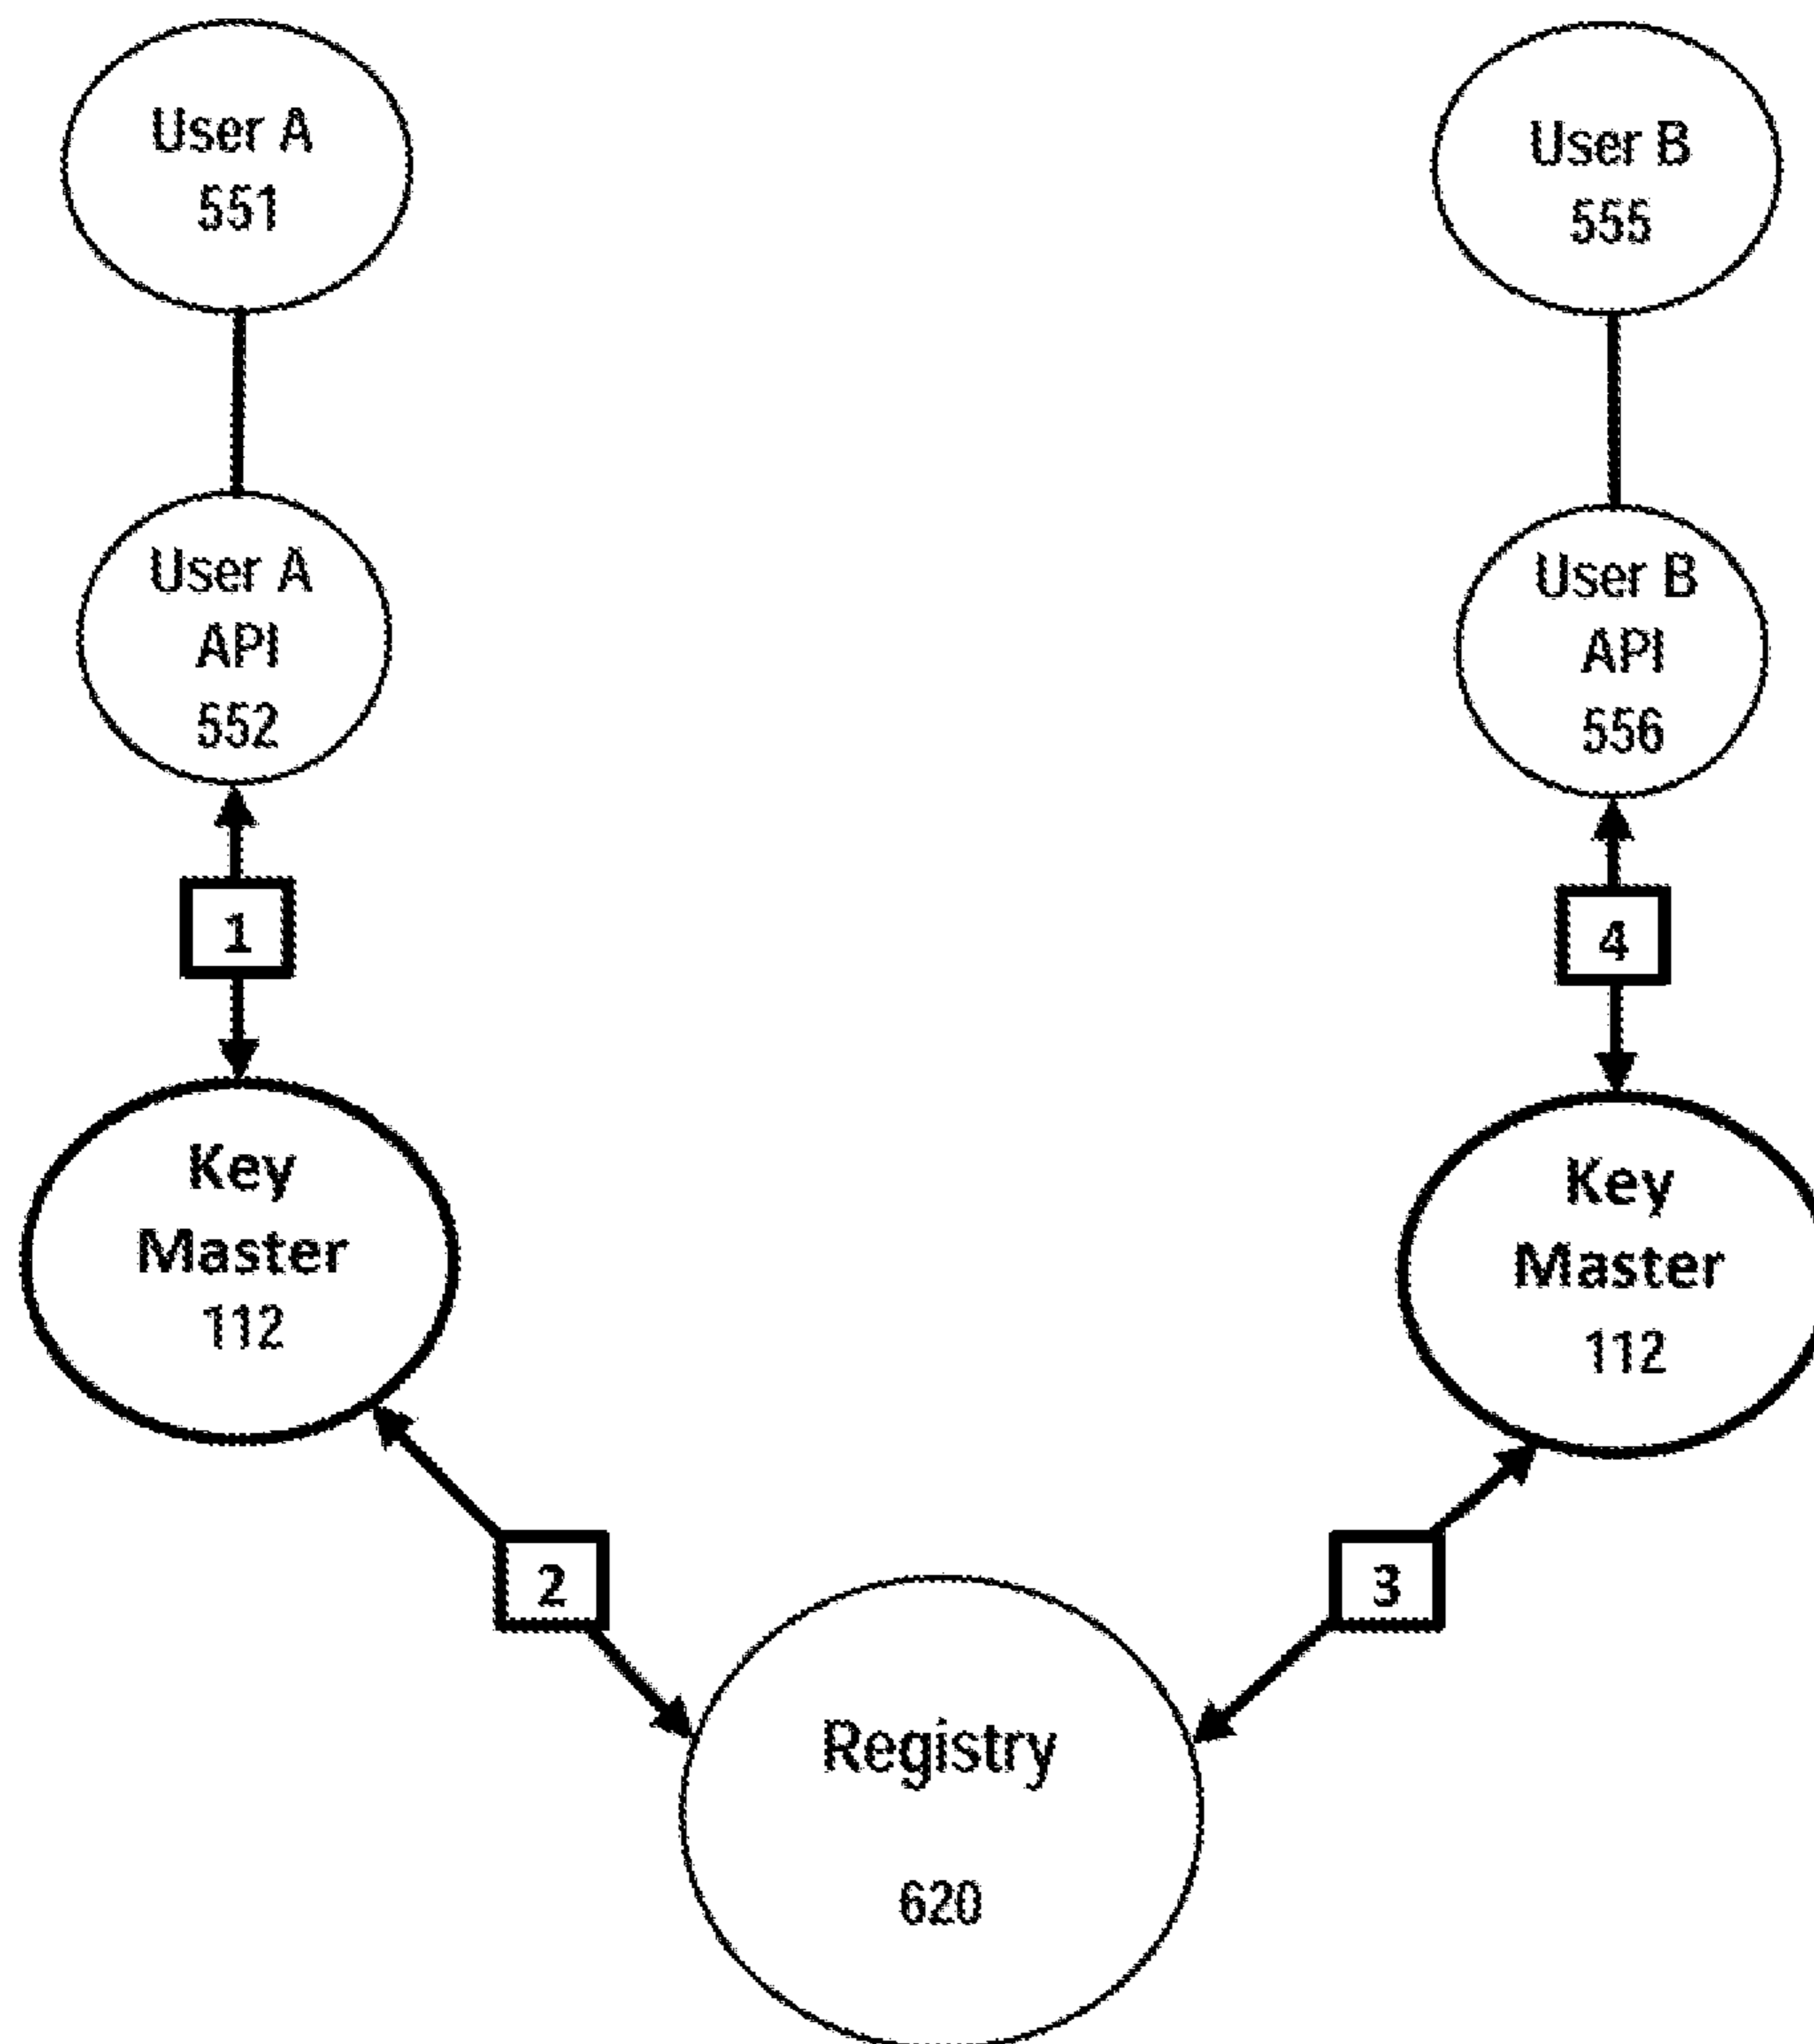 User A
551
User B
555
User A
API
552
User B
API
556
1
4
Key
Master
112
Key
Master
112
2
3
Registry
620